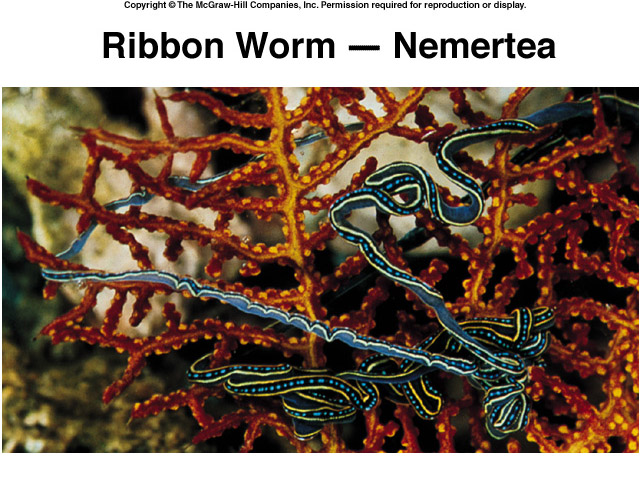 Copyright © The McGraw-Hill Companies, Inc. Permission required for reproduction or display.
Ribbon Worm — Nemertea